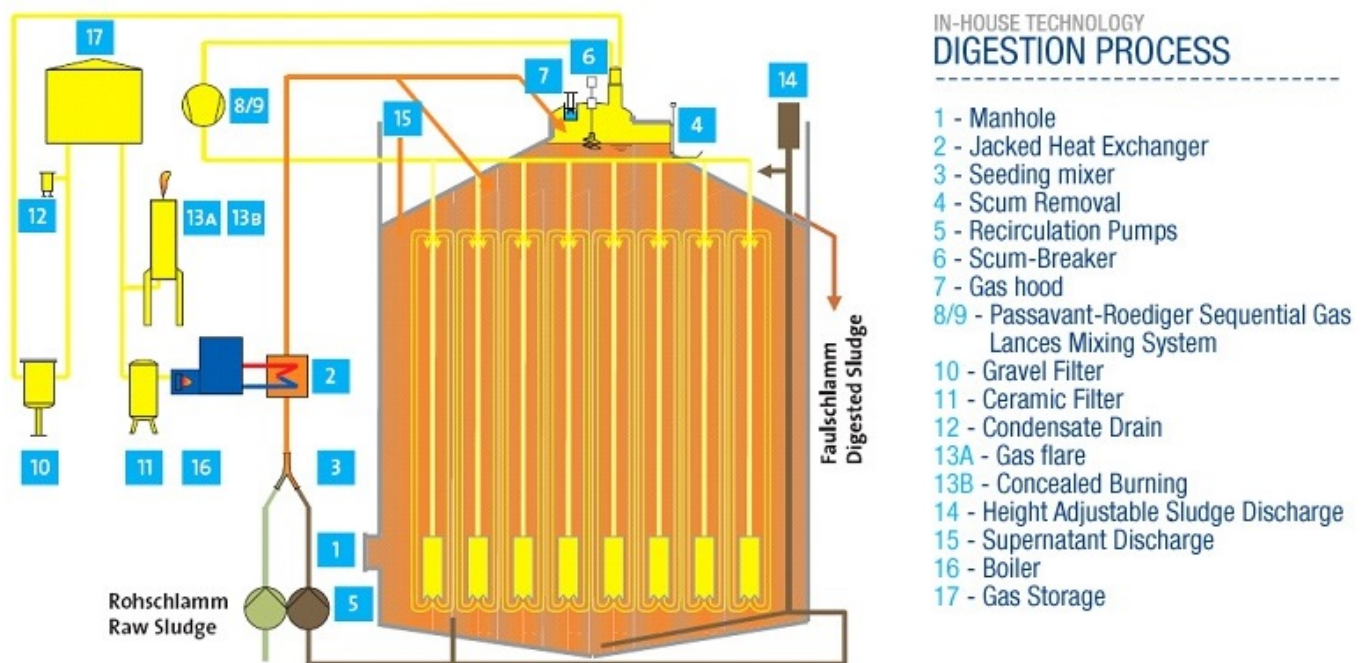 17
6
7
14
8/9
15
4
12
13A 13B
2
10
11
16
3
1
5
Rohschlamm
Raw Sludge
Faulschlamm
Digested Sludge
IN-HOUSE TECHNOLOGY
DIGESTION PROCESS
1 - Manhole
2 - Jacked Heat Exchanger
3 - Seeding mixer
4 - Scum Removal
5 - Recirculation Pumps
6 - Scum-Breaker
7 - Gas hood
8/9 - Passavant-Roediger Sequential Gas
Lances Mixing System
10 - Gravel Filter
11 - Ceramic Filter
12 - Condensate Drain
13A - Gas flare
13B - Concealed Burning
14 - Height Adjustable Sludge Discharge
15 - Supernatant Discharge
16 - Boiler
17 - Gas Storage